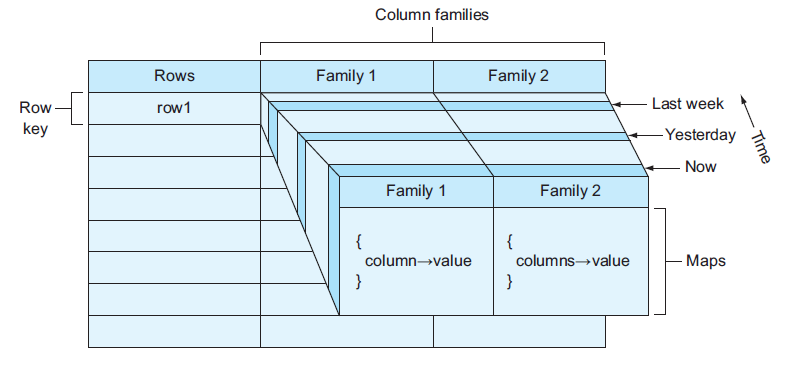 Column families
Rows
Family 1
Family 2
Row
key
row1
Last week
Yesterday
Now
Time
Family 1
Family 2
{
column→value
}
{
columns→value
}
Maps